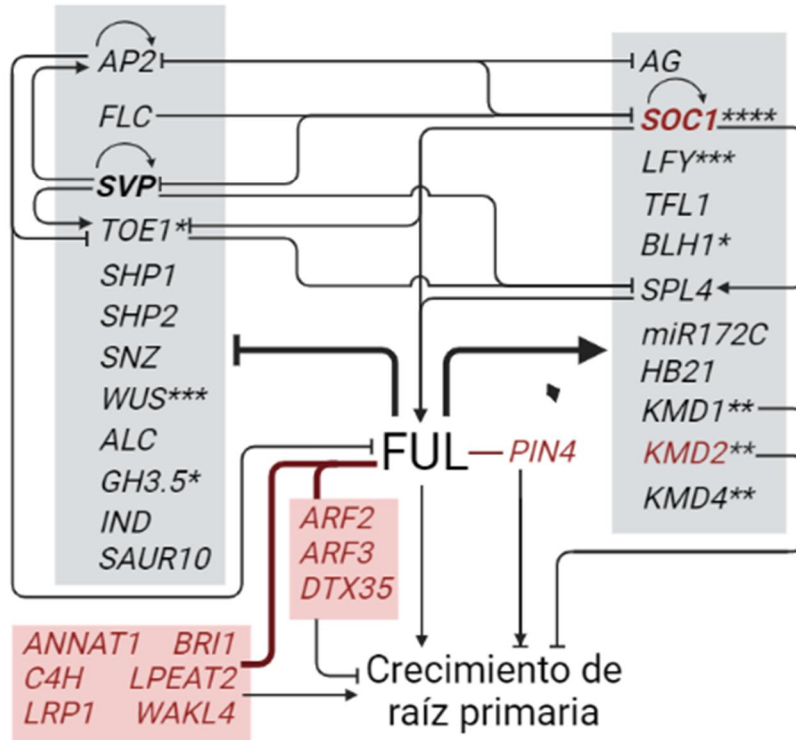 AP2
FLC
SVP
TOE1*
SHP1
SHP2
SNZ
WUS***
ALC
GH3.5*
IND
SAUR10
AG
SOC1****
LFY***
TFL1
BLH1*
SPL4
miR172C
HB21
KMD1**
KMD2**
KMD4**
FUL
PIN4
ARF2
ARF3
DTX35
ANNAT1 BRI1
C4H LPEAT2
LRP1 WAKL4
Crecimiento de
raíz primaria